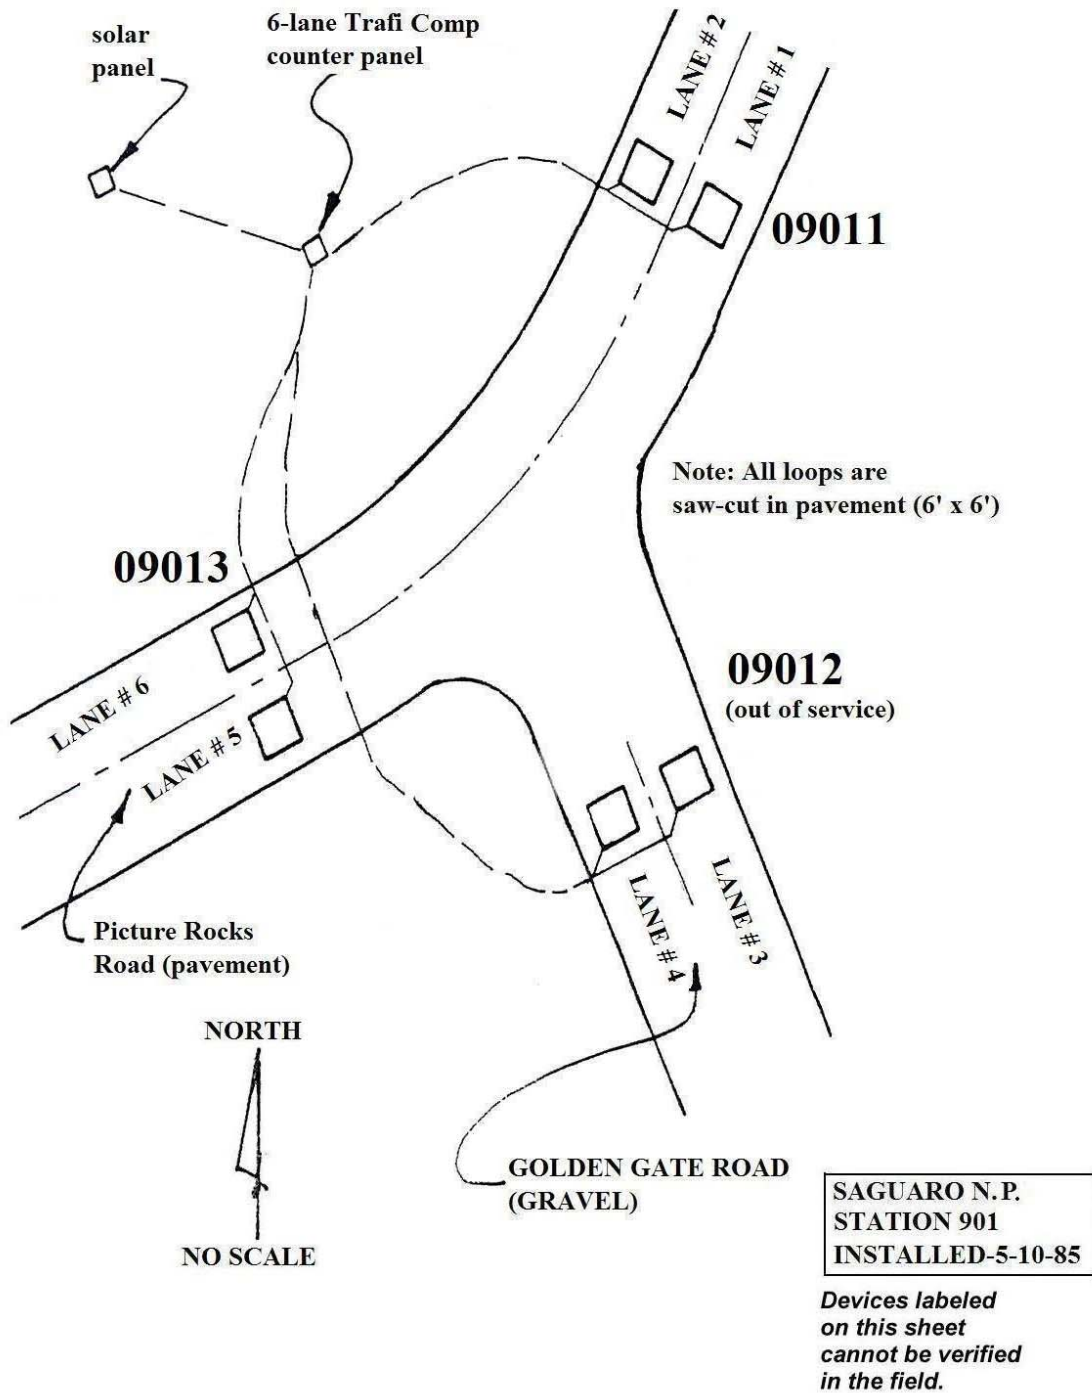 solar
panel
6-lane Trafi Comp
counter panel
LANE # 2
LANE # 1
09011
Note: All loops are
saw-cut in pavement (6' x 6')
09013
09012
(out of service)
LANE # 6
LANE # 5
LANE # 4
LANE # 3
Picture Rocks
Road (pavement)
NORTH
NO SCALE
GOLDEN GATE ROAD
(GRAVEL)
SAGUARO N.P.
STATION 901
INSTALLED-5-10-85
Devices labeled
on this sheet
cannot be verified
in the field.